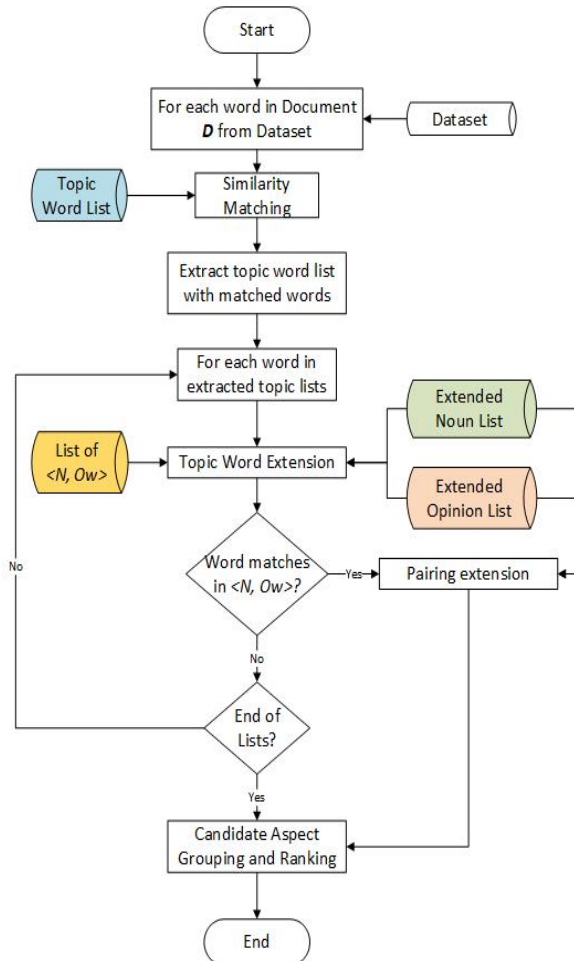 Start
For each word in Document
D from Dataset
Dataset
Topic
Word List
Similarity
Matching
Extract topic word list
with matched words
For each word in
extracted topic lists
Extended
Noun List
List of
<N, Ow>
Topic Word Extension
Extended
Opinion List
No
Word matches
in <N, Ow>?
Yes
Pairing extension
No
End of
Lists?
Yes
Candidate Aspect
Grouping and Ranking
End